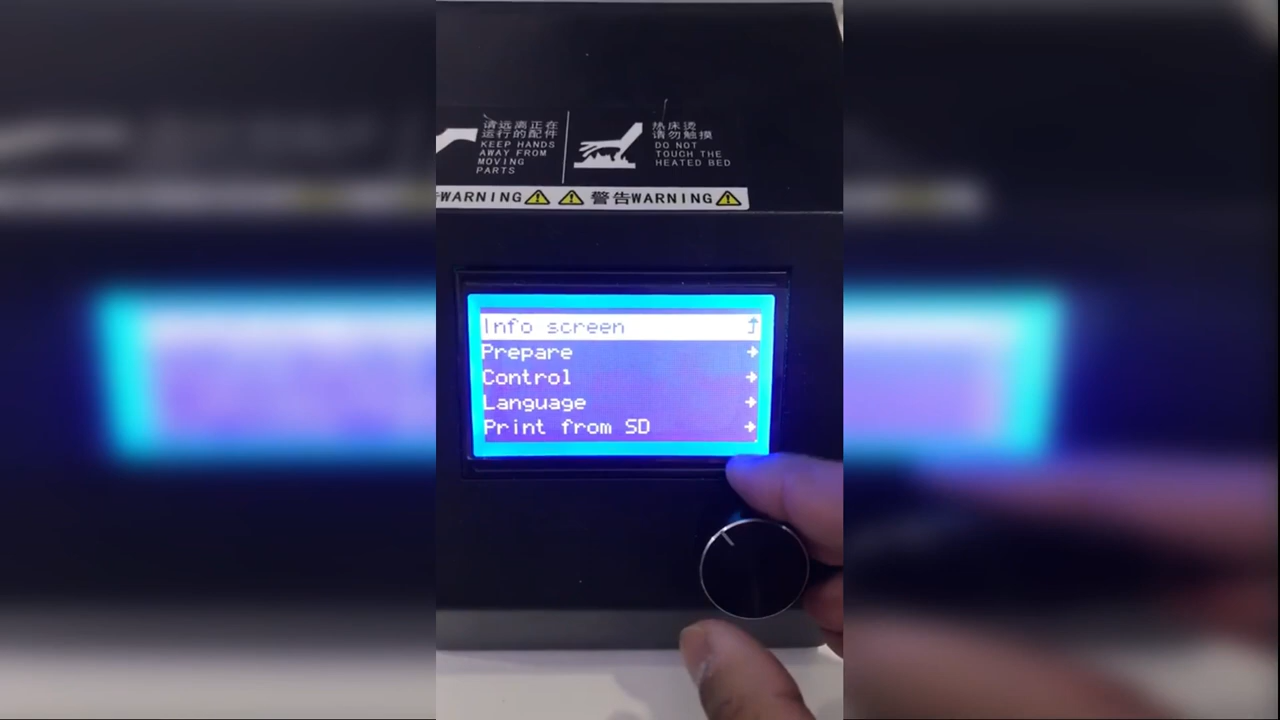 请远离正在
运行的配件
KEEP HANDS
AWAY FROM
MOVING
PARTS
热床烫
请勿触摸
DO NOT
TOUCH THE
HEATED BED
WARNING 警告WARNING
Info screen
Prepare
Control
Language
Print from SD